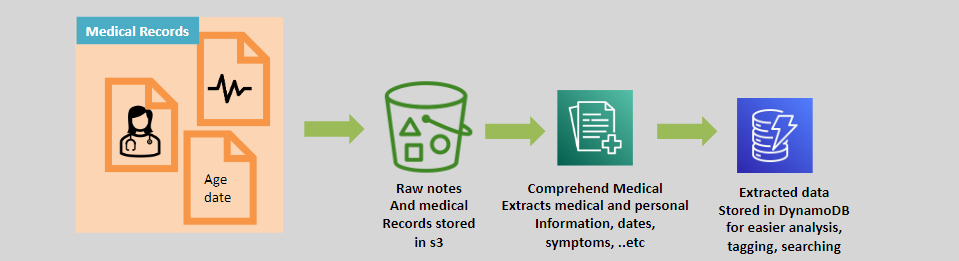 Medical Records
Age
date
Raw notes
And medical
Records stored
in s3
Comprehend Medical
Extracts medical and personal
Information, dates,
symptoms, ..etc
Extracted data
Stored in DynamoDB
for easier analysis,
tagging, searching